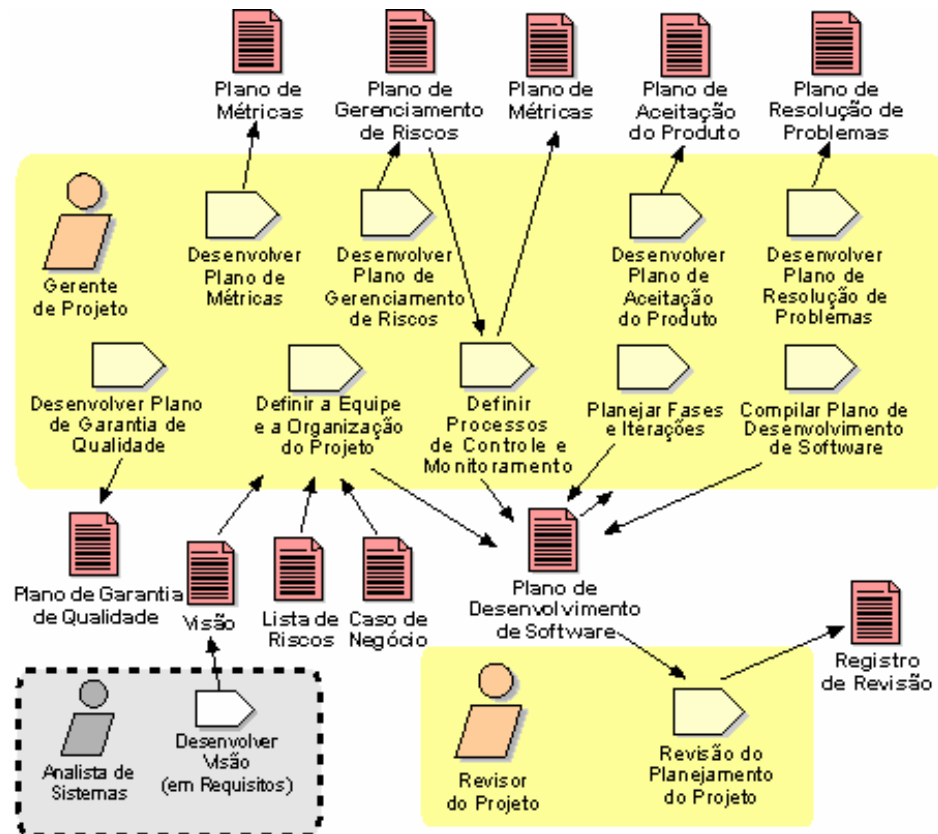 Plano de
Métricas
Plano de
Gerenciamento
de Riscos
Plano de
Métricas
Plano de
Aceitação
do Produto
Plano de
Resolução de
Problemas
Gerente
de Projeto
Desenvolver
Plano de
Métricas
Desenvolver
Plano de
Gerenciamento
de Riscos
Desenvolver
Plano de
Aceitação
do Produto
Desenvolver
Plano de
Resolução de
Problemas
Desenvolver Plano
de Garantia de
Qualidade
Definir a Equipe
e a Organização
do Projeto
Definir
Processos
de Controle e
Monitoramento
Planejar Fases
e Iterações
Compilar Plano de
Desenvolvimento
de Software
Plano de Garantia
de Qualidade
Visão
Lista de
Riscos
Caso de
Negócio
Plano de
Desenvolvimento
de Software
Registro
de Revisão
Analista de
Sistemas
Desenvolver
Visão
(em Requisitos)
Revisor
do Projeto
Revisão do
Planejamento
do Projeto